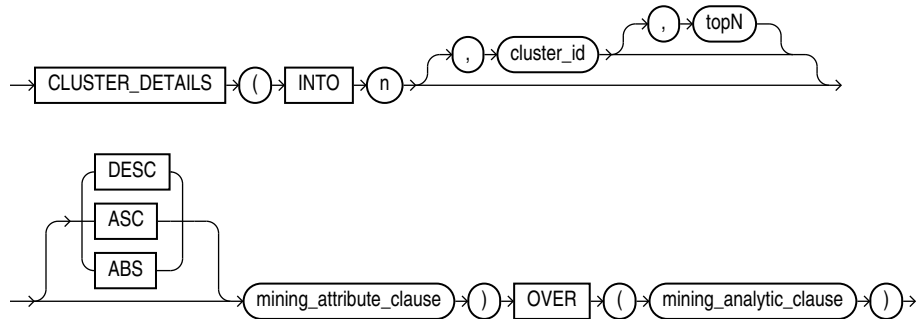 , topN
, cluster_id
CLUSTER_DETAILS ( INTO n
DESC
ASC
ABS
mining_attribute_clause ) OVER ( mining_analytic_clause )